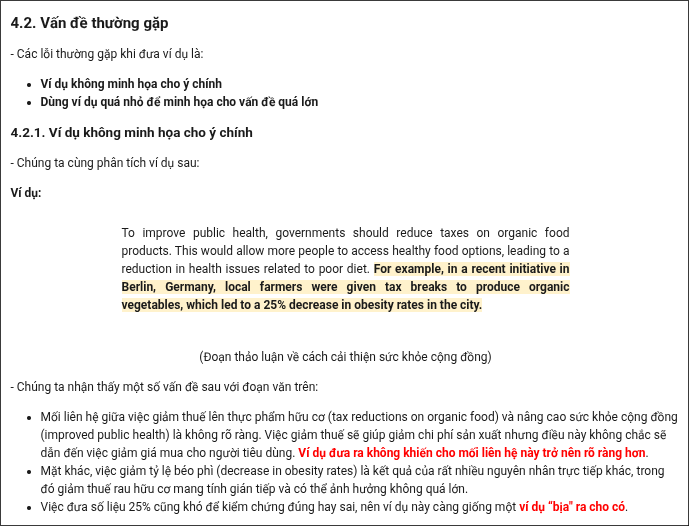 4.2. Vấn đề thường gặp
- Các lỗi thường gặp khi đưa ví dụ là:
• Ví dụ không minh họa cho ý chính
• Dùng ví dụ quá nhỏ để minh họa cho vấn đề quá lớn
4.2.1. Ví dụ không minh họa cho ý chính
- Chúng ta cùng phân tích ví dụ sau:
Ví dụ:
To improve public health, governments should reduce taxes on organic food
products. This would allow more people to access healthy food options, leading to a
reduction in health issues related to poor diet. For example, in a recent initiative in
Berlin, Germany, local farmers were given tax breaks to produce organic
vegetables, which led to a 25% decrease in obesity rates in the city.
(Đoạn thảo luận về cách cải thiện sức khỏe cộng đồng)
- Chúng ta nhận thấy một số vấn đề sau với đoạn văn trên:
• Mối liên hệ giữa việc giảm thuế lên thực phẩm hữu cơ (tax reductions on organic food) và nâng cao sức khỏe cộng đồng
(improved public health) là không rõ ràng. Việc giảm thuế sẽ giúp giảm chi phí sản xuất nhưng điều này không chắc sẽ
dẫn đến việc giảm giá mua cho người tiêu dùng. Ví dụ đưa ra không khiến cho mối liên hệ này trở nên rõ ràng hơn.
• Mặt khác, việc giảm tỷ lệ béo phì (decrease in obesity rates) là kết quả của rất nhiều nguyên nhân trực tiếp khác, trong
đó giảm thuế rau hữu cơ mang tính gián tiếp và có thể ảnh hưởng không quá lớn.
• Việc đưa số liệu 25% cũng khó để kiểm chứng đúng hay sai, nên ví dụ này càng giống một ví dụ “bịa" ra cho có.